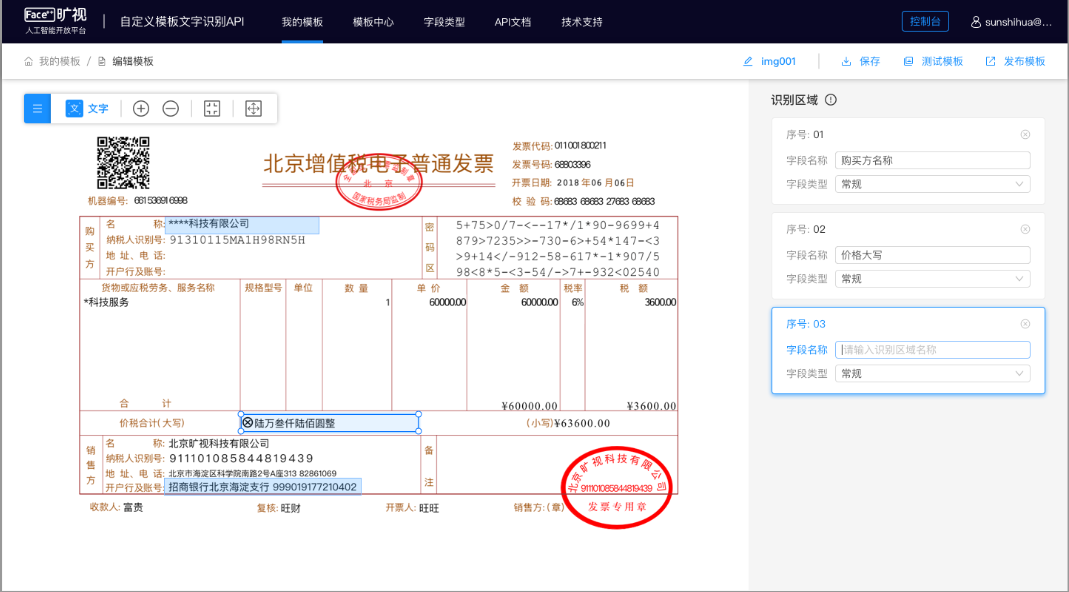 Face++ 旷视
人工智能开放平台
自定义模板文字识别API
我的模板
模板中心
字段类型
API文档
技术支持
控制台
sunshihua@...
我的模板 / 编辑模板
img001
保存
测试模板
发布模板
文 文字
识别区域
序号: 01
字段名称 购买方名称
字段类型 常规
序号: 02
字段名称 价格大写
字段类型 常规
序号: 03
字段名称 请输入识别区域名称
字段类型 常规
机器编号: 661536916998
北京增值税电子普通发票
北 京
国家税务局监制
发票代码: 011001800211
发票号码: 68803396
开票日期: 2018 年06 月06日
校 验 码: 68683 68683 27683 68683
购买方
名 称: ****科技有限公司
纳税人识别号: 91310115MA1H98RN5H
地 址、电 话:
开户行及账号:
密码区
5+75>0/7-<--17*/1*90-9699+4
879>7235>>-730-6>+54*147-<3
>9+14</-912-58-617*-1*907/5
98<8*5-<3-54/->7+-932<02540
货物或应税劳务、服务名称 规格型号 单位 数 量 单 价 金 额 税率 税 额
*科技服务 1 60000.00 60000.00 6% 3600.00
合 计 ¥60000.00 ¥3600.00
价税合计(大写) 陆万叁仟陆佰圆整 (小写)¥63600.00
销售方
名 称: 北京旷视科技有限公司
纳税人识别号: 911101085844819439
地 址、电 话: 北京市海淀区科学院南路2号A座313 82861069
开户行及账号: 招商银行北京海淀支行 999019177210402
备注
北京旷视科技有限公司
911101085844819439
发票专用章
收款人: 富贵 复核: 旺财 开票人: 旺旺 销售方: (章)